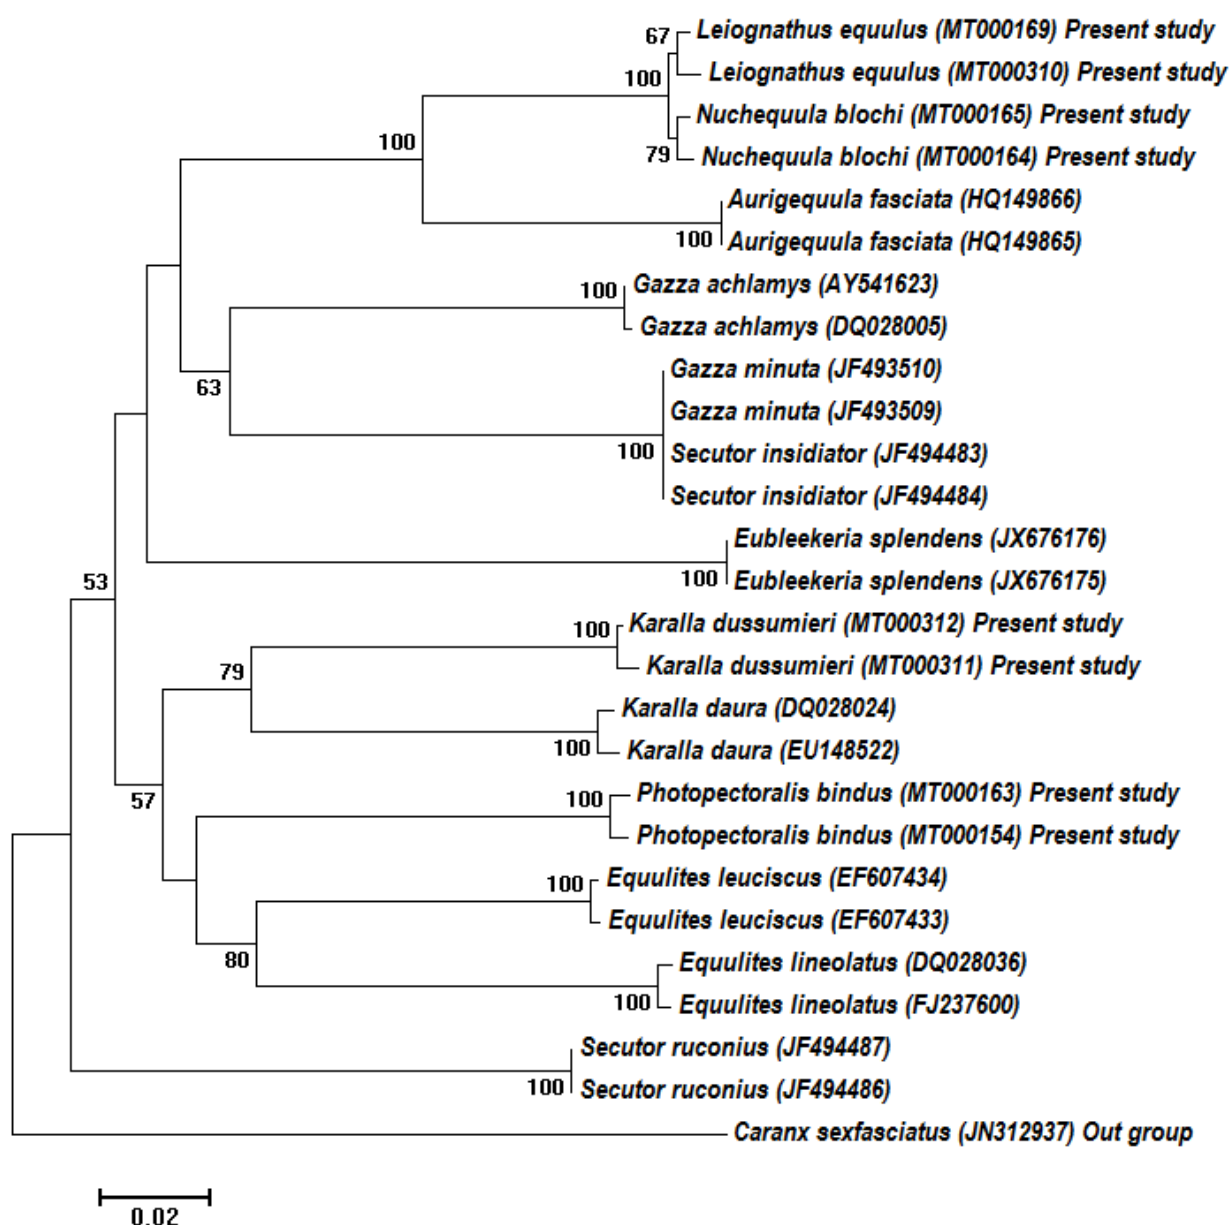 67
Leiognathus equulus (MT000169) Present study
Leiognathus equulus (MT000310) Present study
100
Nuchequula blochi (MT000165) Present study
100
79
Nuchequula blochi (MT000164) Present study
Aurigequula fasciata (HQ149866)
100
Aurigequula fasciata (HQ149865)
100
Gazza achlamys (AY541623)
Gazza achlamys (DQ028005)
Gazza minuta (JF493510)
63
Gazza minuta (JF493509)
100
Secutor insidiator (JF494483)
Secutor insidiator (JF494484)
Eubleekeria splendens (JX676176)
53
100
Eubleekeria splendens (JX676175)
100
Karalla dussumieri (MT000312) Present study
79
Karalla dussumieri (MT000311) Present study
Karalla daura (DQ028024)
100
Karalla daura (EU148522)
57
100
Photopectoralis bindus (MT000163) Present study
Photopectoralis bindus (MT000154) Present study
100
Equulites leuciscus (EF607434)
Equulites leuciscus (EF607433)
80
Equulites lineolatus (DQ028036)
100
Equulites lineolatus (FJ237600)
Secutor ruconius (JF494487)
100
Secutor ruconius (JF494486)
Caranx sexfasciatus (JN312937) Out group
0.02